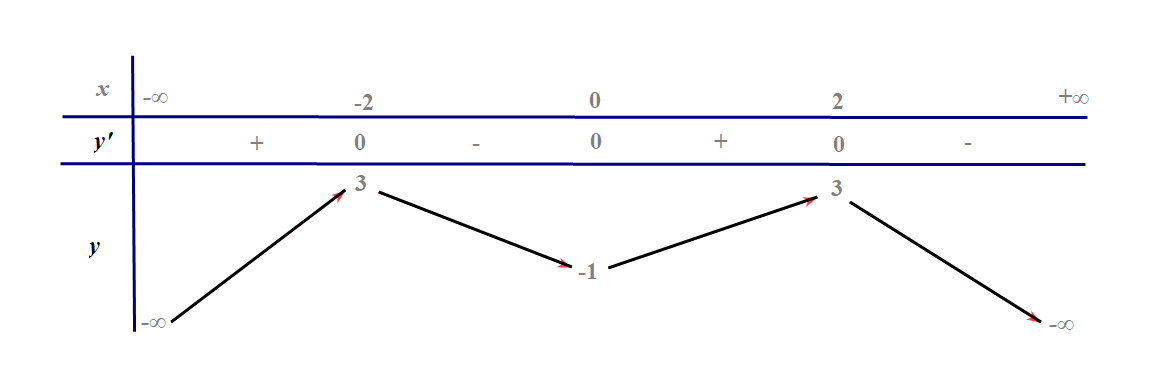 x -∞ -2 0 2 +∞
y′ + 0 - 0 + 0 -
3 3
y
-1
-∞ -∞